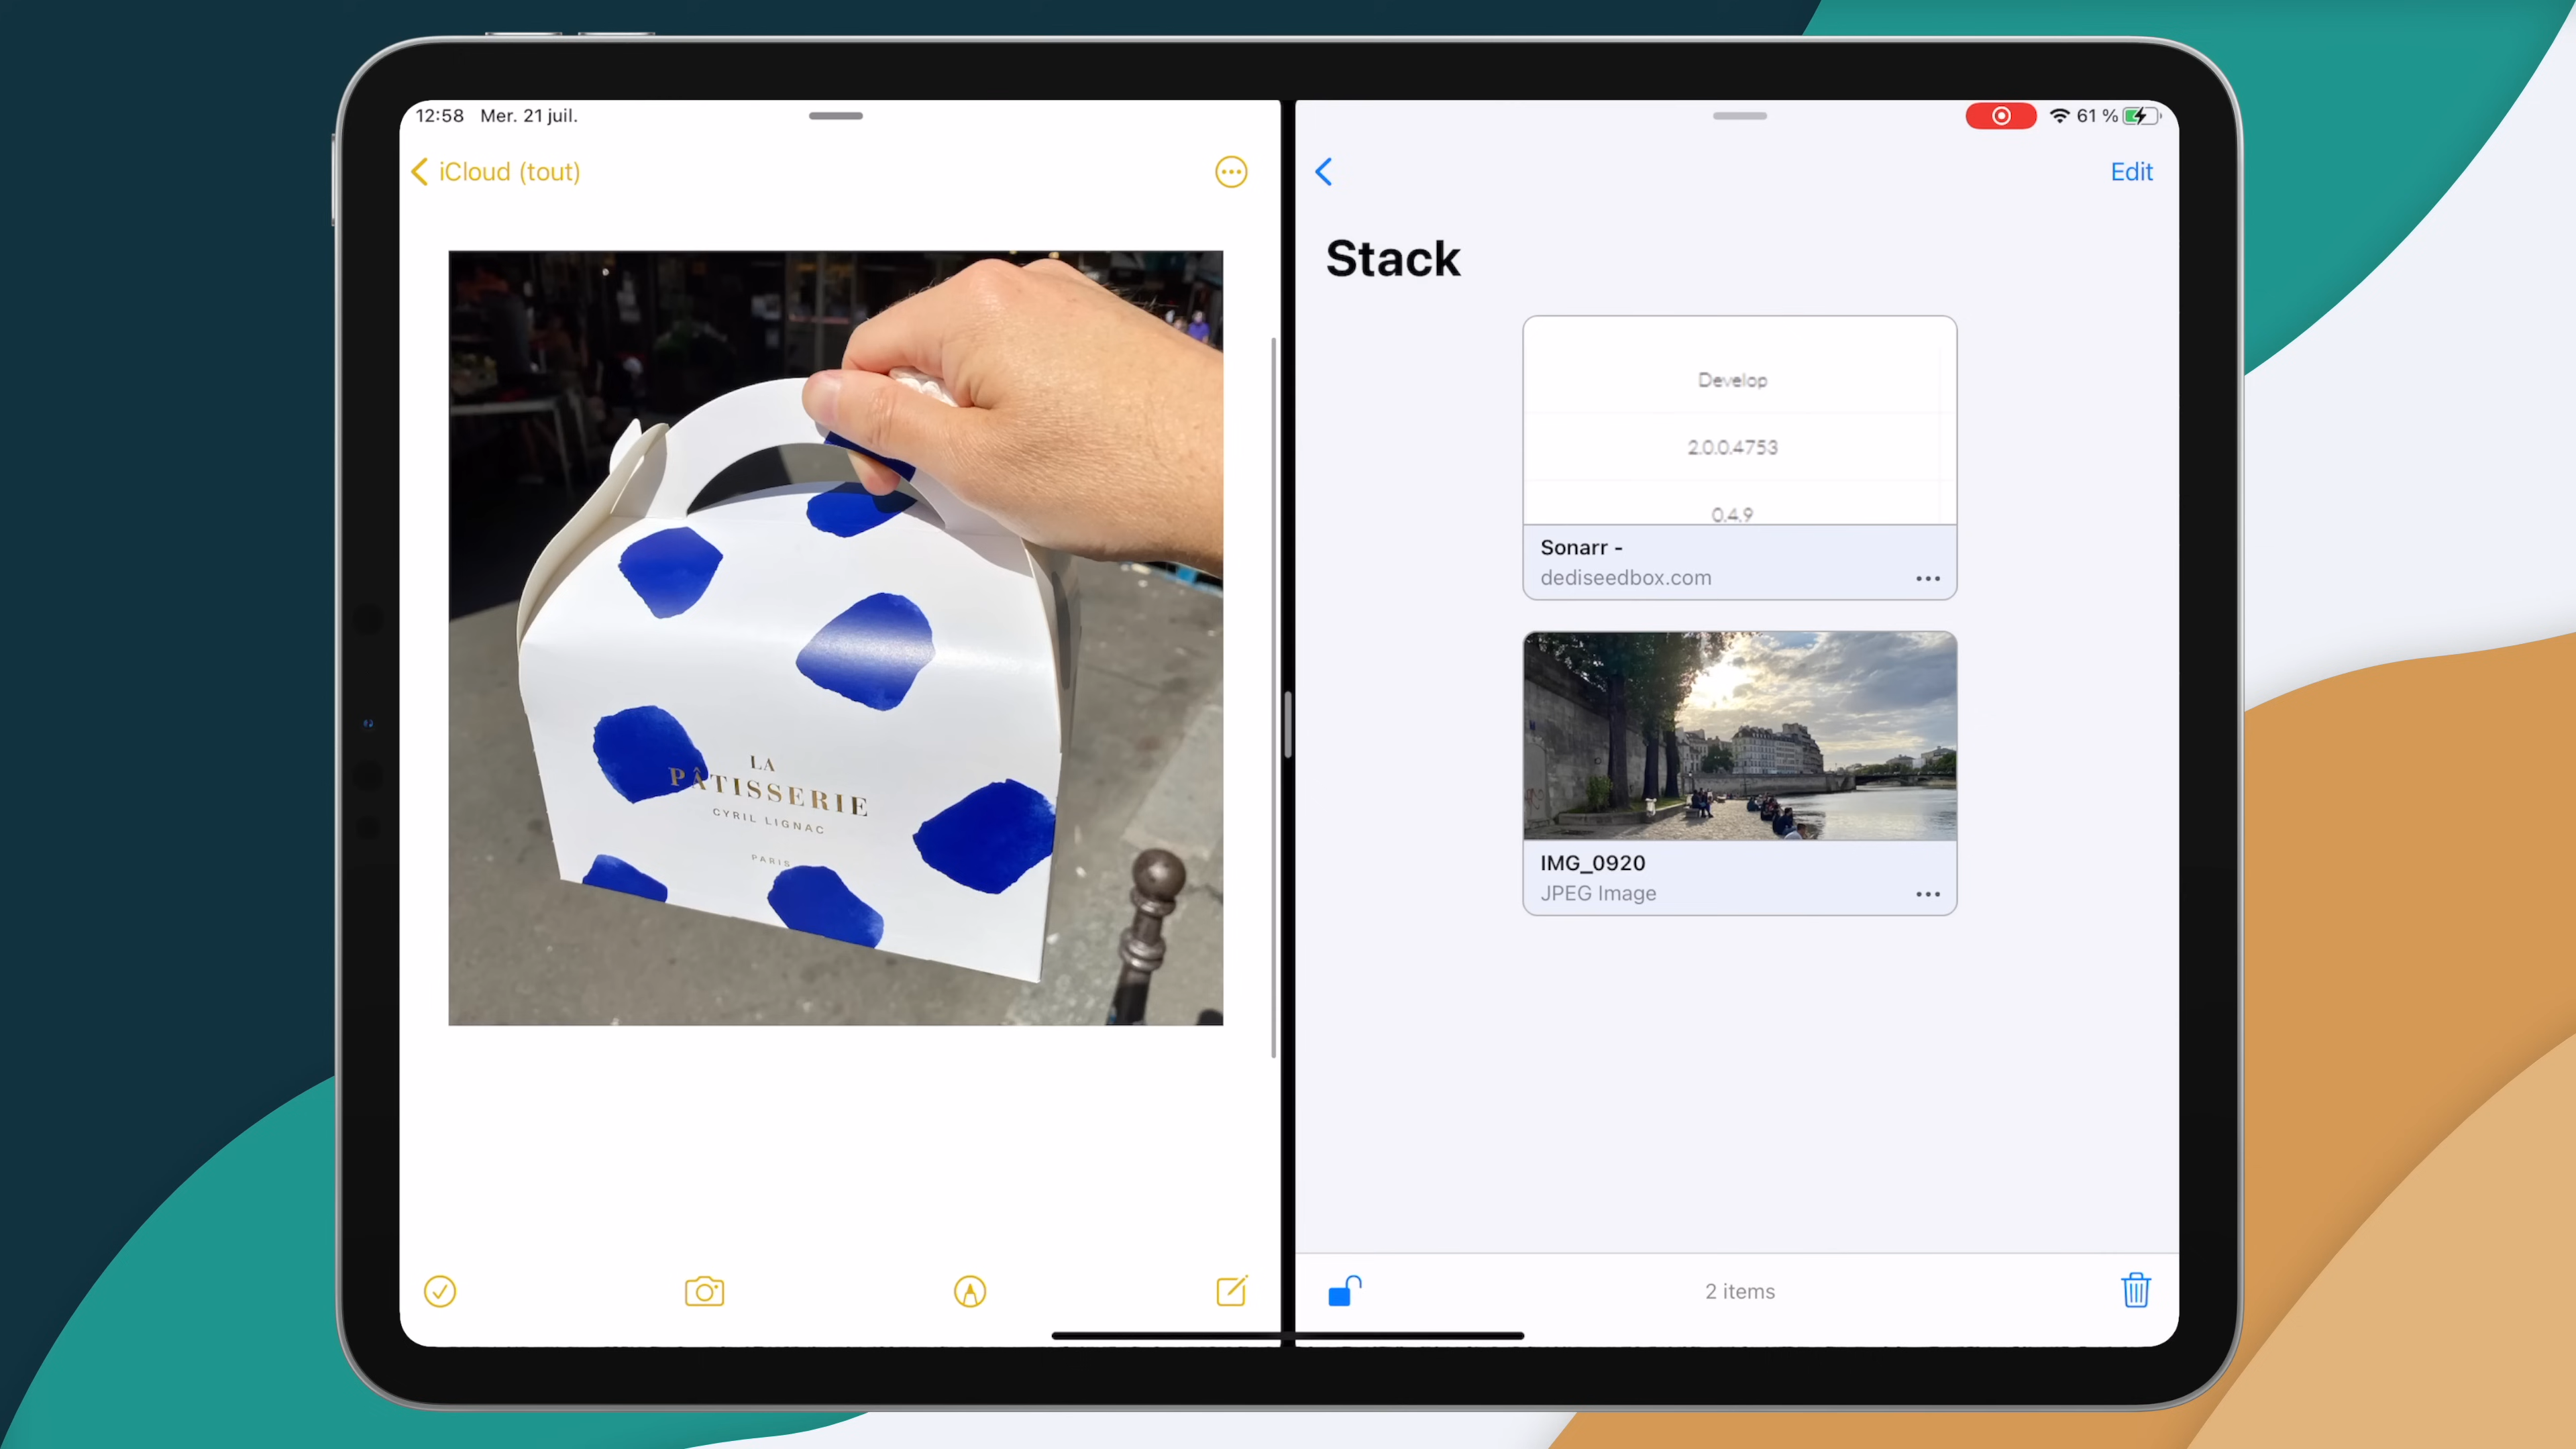 12:58 Mer. 21 juil.
iCloud (tout)
LA
PÂTISSERIE
CYRIL LIGNAC
PARIS
61 %
Edit
Stack
Develop
2.0.0.4753
0.4.9
Sonarr -
dediseedbox.com
IMG_0920
JPEG Image
2 items